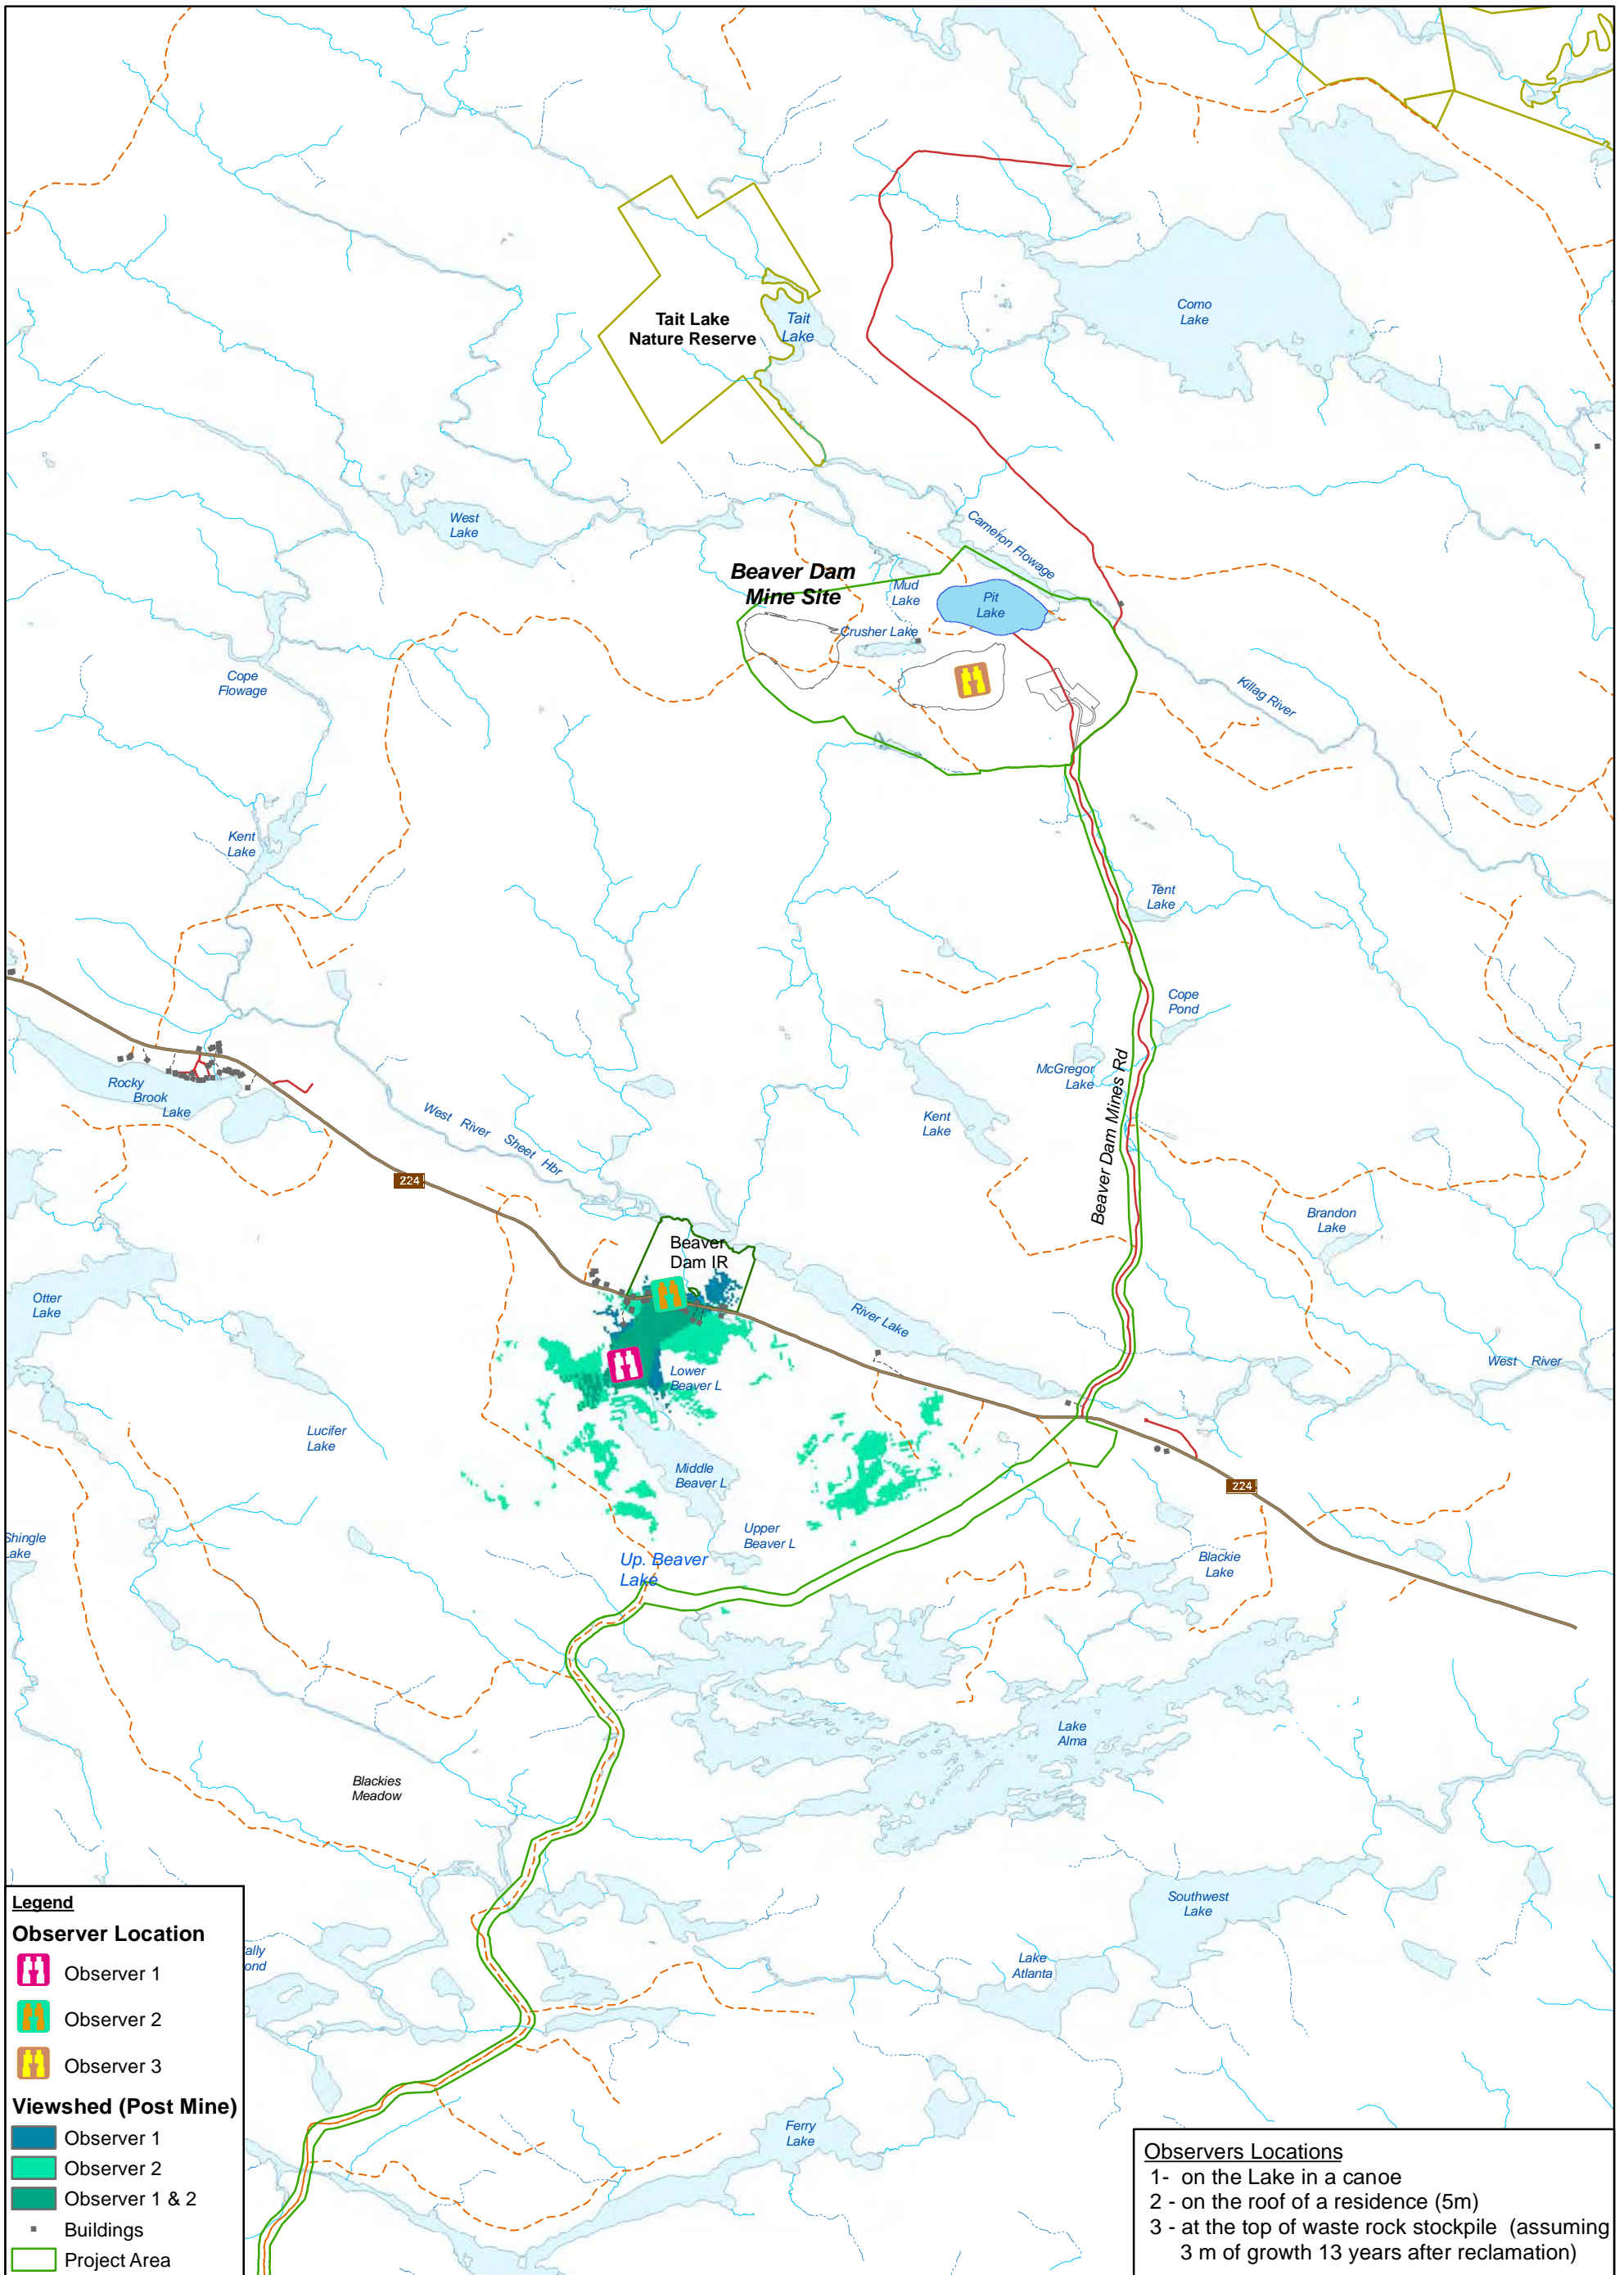 Tait Lake
Nature Reserve
Tait
Lake
Como
Lake
West
Lake
Cameron Flowage
Beaver Dam
Mine Site
Mud
Lake
Pit
Lake
Crusher Lake
Cope
Flowage
Killag River
Kent
Lake
Tent
Lake
Cope
Pond
McGregor
Lake
Beaver Dam Mines Rd
Rocky
Brook
Lake
Kent
Lake
West River Sheet Hbr
224
Brandon
Lake
Beaver
Dam IR
Otter
Lake
River Lake
West River
Lower
Beaver L
Lucifer
Lake
Middle
Beaver L
224
Upper
Beaver L
Shingle
Lake
Up. Beaver
Lake
Blackie
Lake
Lake
Alma
Blackies
Meadow
Southwest
Lake
Lake
Atlanta
ally
ond
Ferry
Lake
Legend
Observer Location
Observer 1
Observer 2
Observer 3
Viewshed (Post Mine)
Observer 1
Observer 2
Observer 1 & 2
Buildings
Project Area
Observers Locations
1- on the Lake in a canoe
2 - on the roof of a residence (5m)
3 - at the top of waste rock stockpile (assuming
3 m of growth 13 years after reclamation)